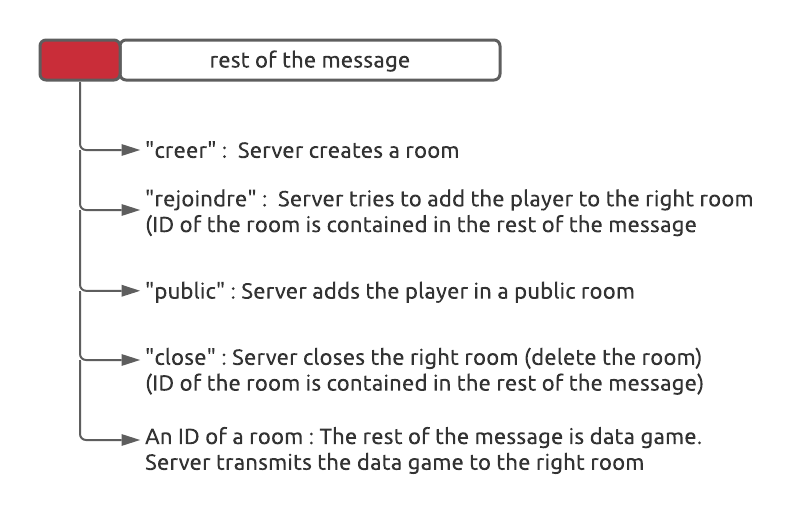 rest of the message
"creer" : Server creates a room
"rejoindre" : Server tries to add the player to the right room
(ID of the room is contained in the rest of the message
"public" : Server adds the player in a public room
"close" : Server closes the right room (delete the room)
(ID of the room is contained in the rest of the message)
An ID of a room : The rest of the message is data game.
Server transmits the data game to the right room